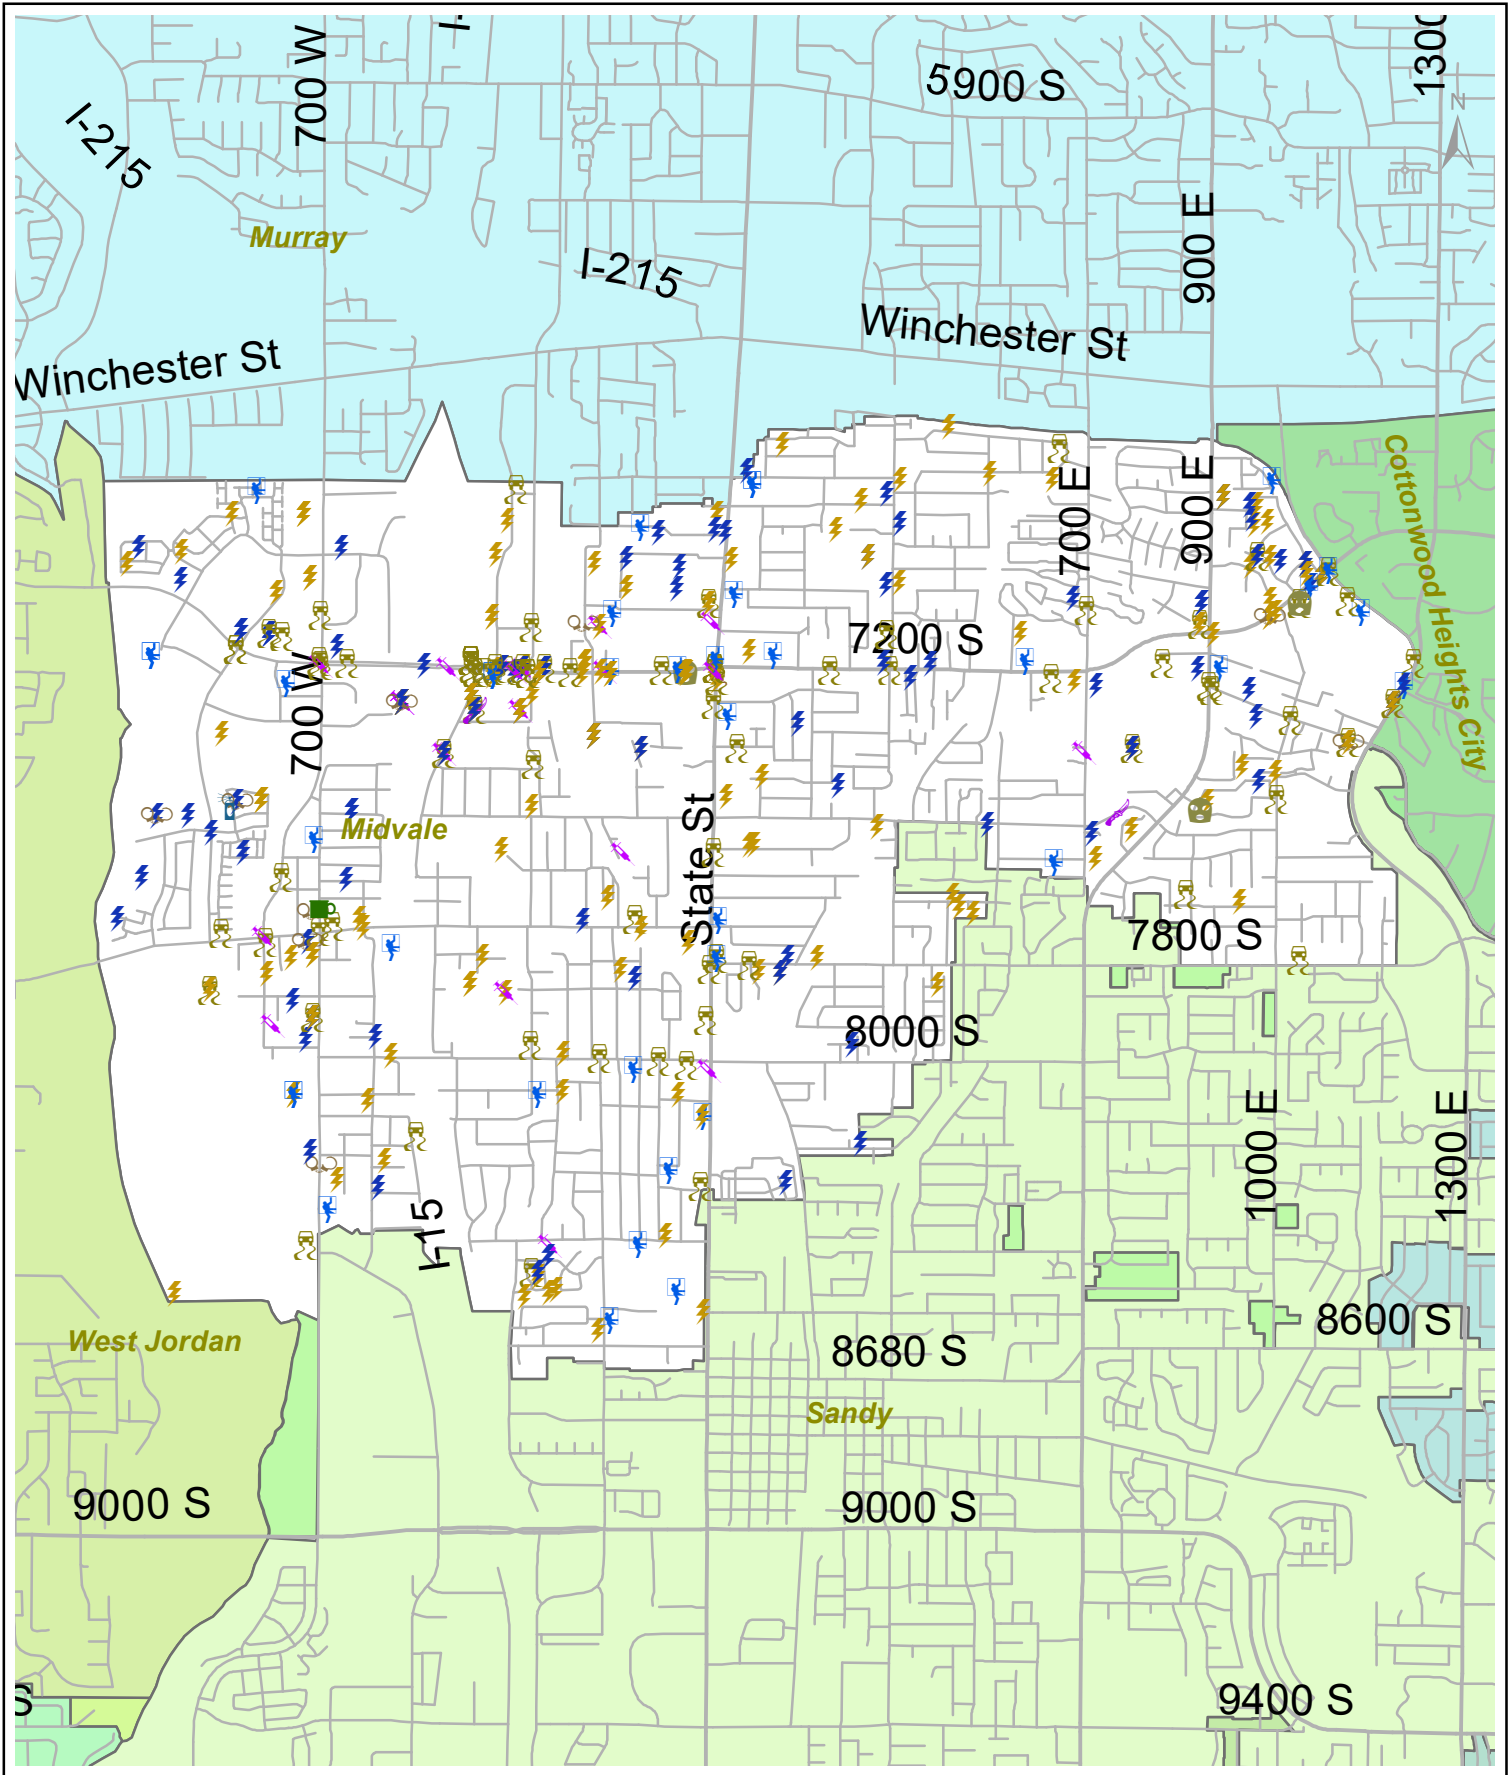 700 W
5900 S
1300
N
I-215
900 E
Murray
I-215
Winchester St
Winchester St
Cottonwood Heights City
700 E
900 E
7200 S
700 W
Midvale
State St
7800 S
8000 S
1000 E
1300 E
I-15
8600 S
West Jordan
8680 S
Sandy
9000 S
9000 S
S
9400 S